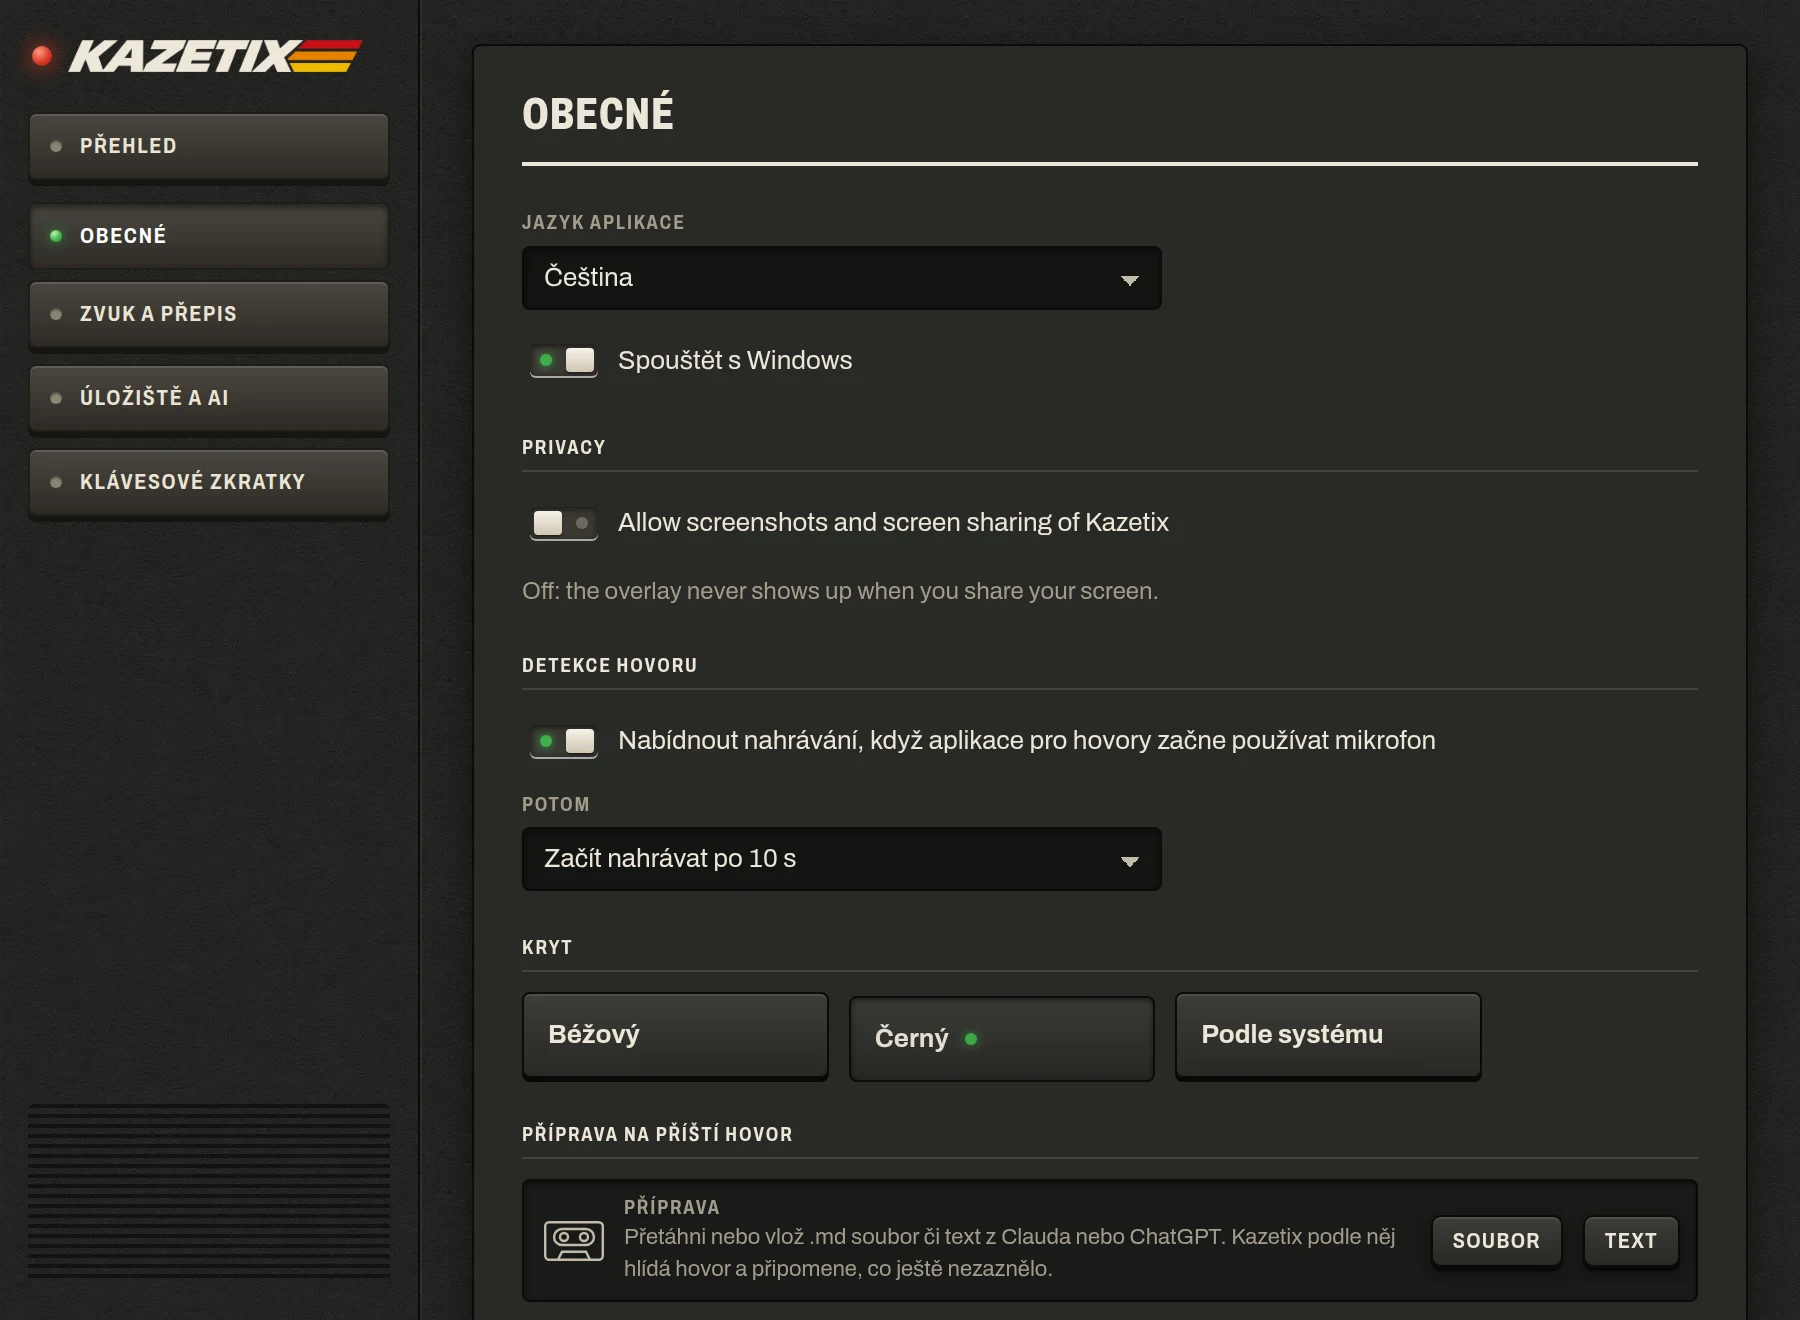 KAZETIX
PŘEHLED
OBECNÉ
ZVUK A PŘEPIS
ÚLOŽIŠTĚ A AI
KLÁVESOVÉ ZKRATKY
OBECNÉ
JAZYK APLIKACE
Čeština
Spouštět s Windows
PRIVACY
Allow screenshots and screen sharing of Kazetix
Off: the overlay never shows up when you share your screen.
DETEKCE HOVORU
Nabídnout nahrávání, když aplikace pro hovory začne používat mikrofon
POTOM
Začít nahrávat po 10 s
KRYT
Béžový
Černý
Podle systému
PŘÍPRAVA NA PŘÍŠTÍ HOVOR
PŘÍPRAVA
Přetáhni nebo vlož .md soubor či text z Clauda nebo ChatGPT. Kazetix podle něj
hlídá hovor a připomene, co ještě nezaznělo.
SOUBOR
TEXT